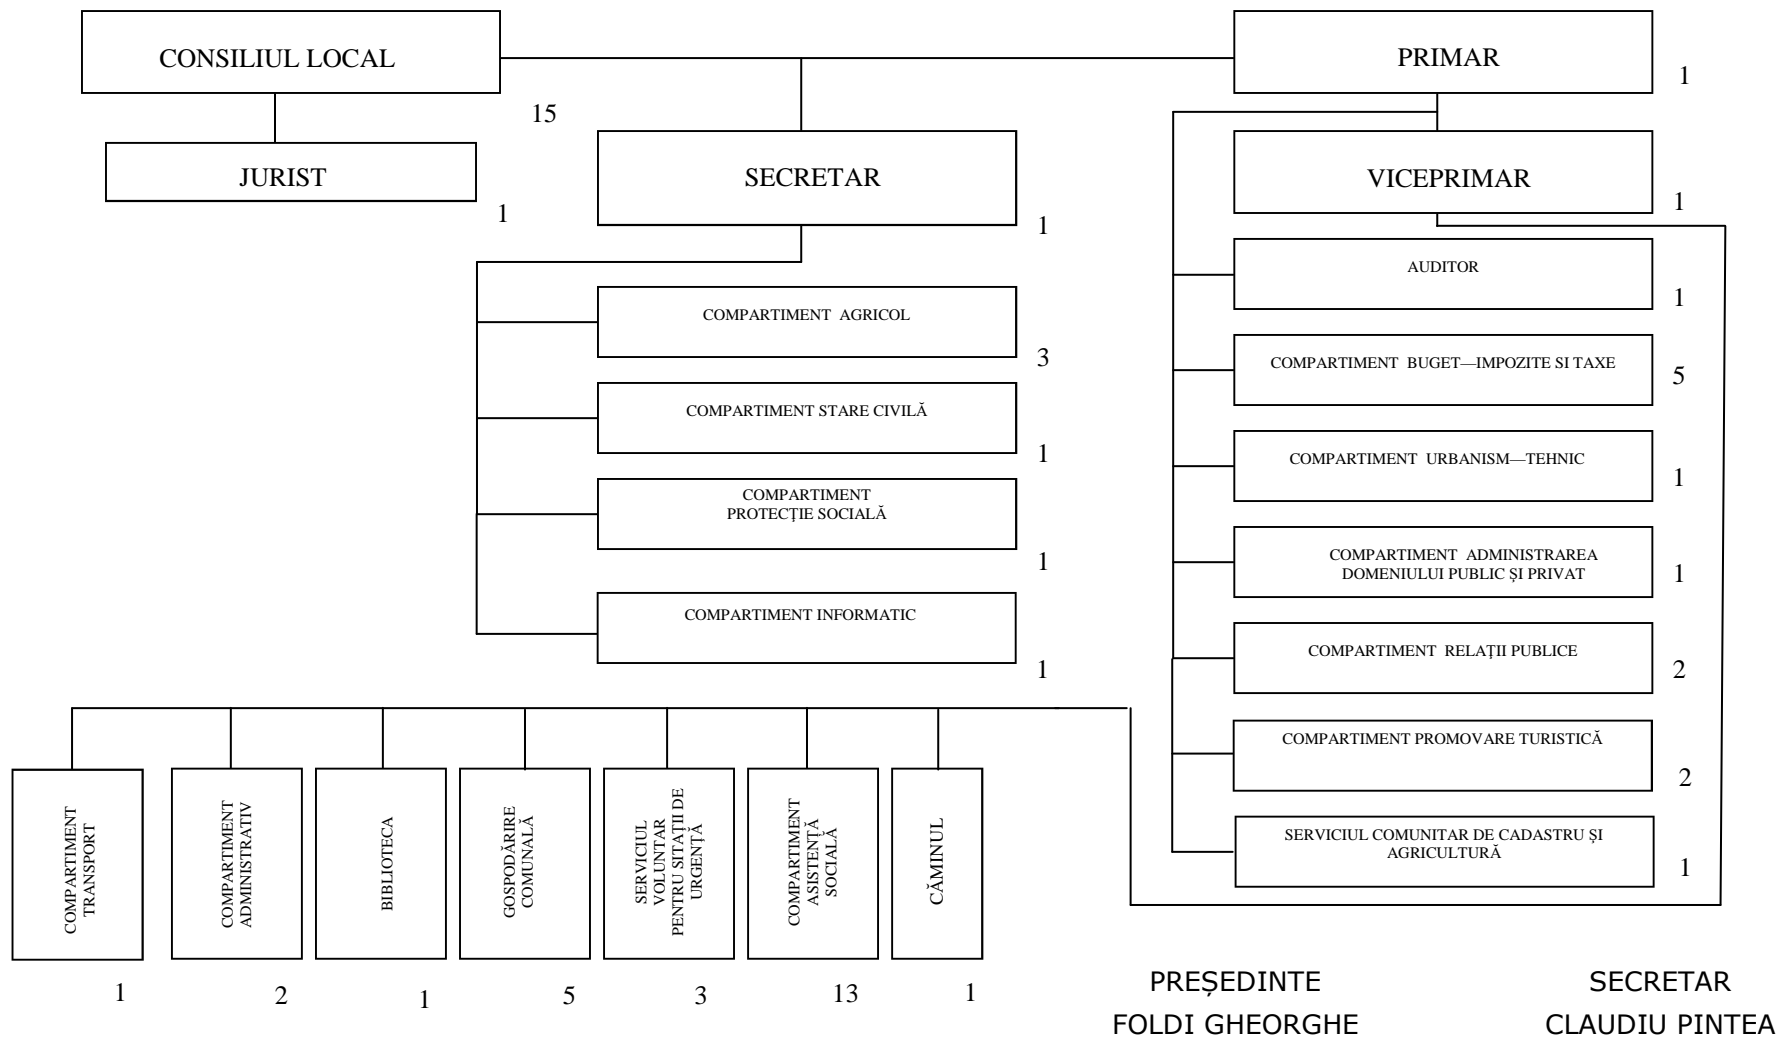 CONSILIUL LOCAL
15
JURIST
1
PRIMAR
1
SECRETAR
1
VICEPRIMAR
1
COMPARTIMENT AGRICOL
3
COMPARTIMENT STARE CIVILĂ
1
COMPARTIMENT
PROTECȚIE SOCIALĂ
1
COMPARTIMENT INFORMATIC
1
AUDITOR
1
COMPARTIMENT BUGET—IMPOZITE SI TAXE
5
COMPARTIMENT URBANISM—TEHNIC
1
COMPARTIMENT ADMINISTRAREA
DOMENIULUI PUBLIC ȘI PRIVAT
1
COMPARTIMENT RELAȚII PUBLICE
2
COMPARTIMENT PROMOVARE TURISTICĂ
2
SERVICIUL COMUNITAR DE CADASTRU ȘI
AGRICULTURĂ
1
COMPARTIMENT
TRANSPORT
1
COMPARTIMENT
ADMINISTRATIV
2
BIBLIOTECA
1
GOSPODĂRIRE
COMUNALĂ
5
SERVICIUL
VOLUNTAR
PENTRU SITAȚII DE
URGENȚĂ
3
COMPARTIMENT
ASISTENȚĂ
SOCIALĂ
13
CĂMINUL
1
PREȘEDINTE
FOLDI GHEORGHE
SECRETAR
CLAUDIU PINTEA